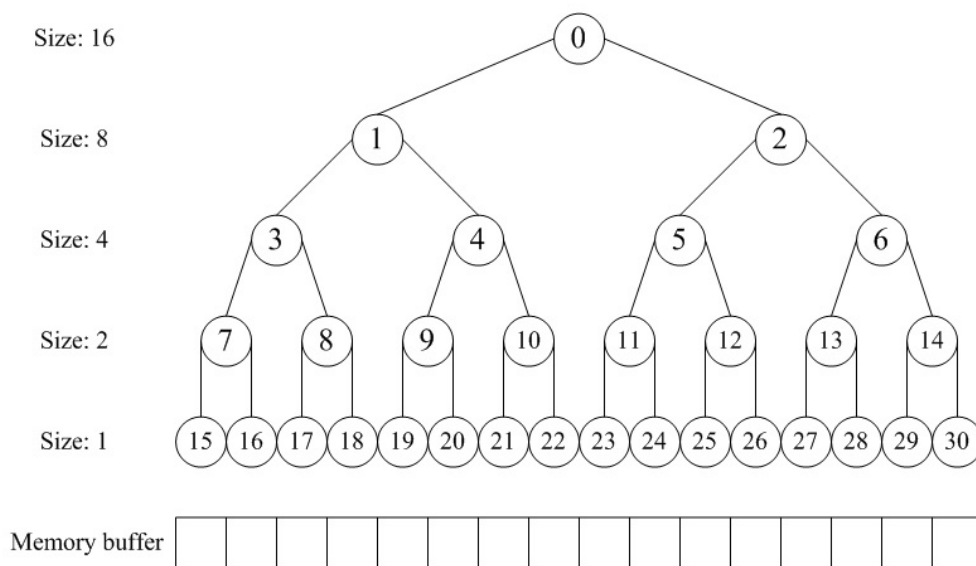 Size: 16 0
Size: 8 1 2
Size: 4 3 4 5 6
Size: 2 7 8 9 10 11 12 13 14
Size: 1 15 16 17 18 19 20 21 22 23 24 25 26 27 28 29 30
Memory buffer